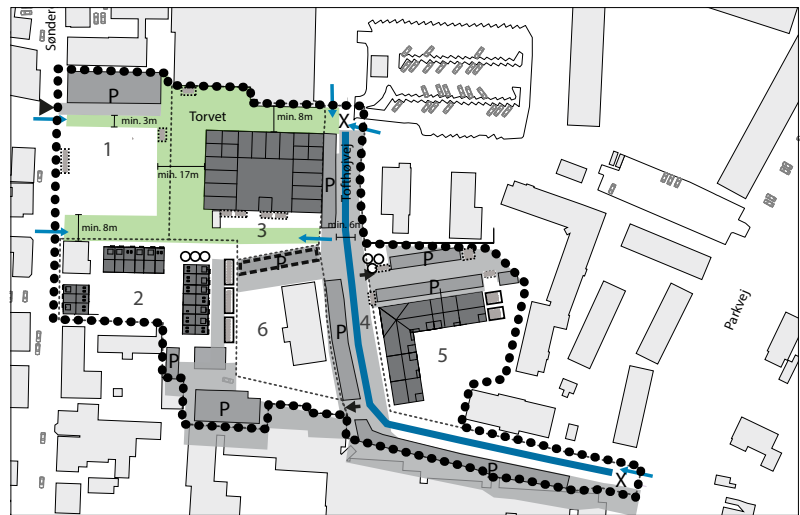 Sønder
P
Torvet
min. 8m
X
min. 3m
1
min. 17m
P
Tofthøjvej
min. 8m
3
min. 6m
P
P
P
2
P
4
6
5
Parkvej
P
P
P
X